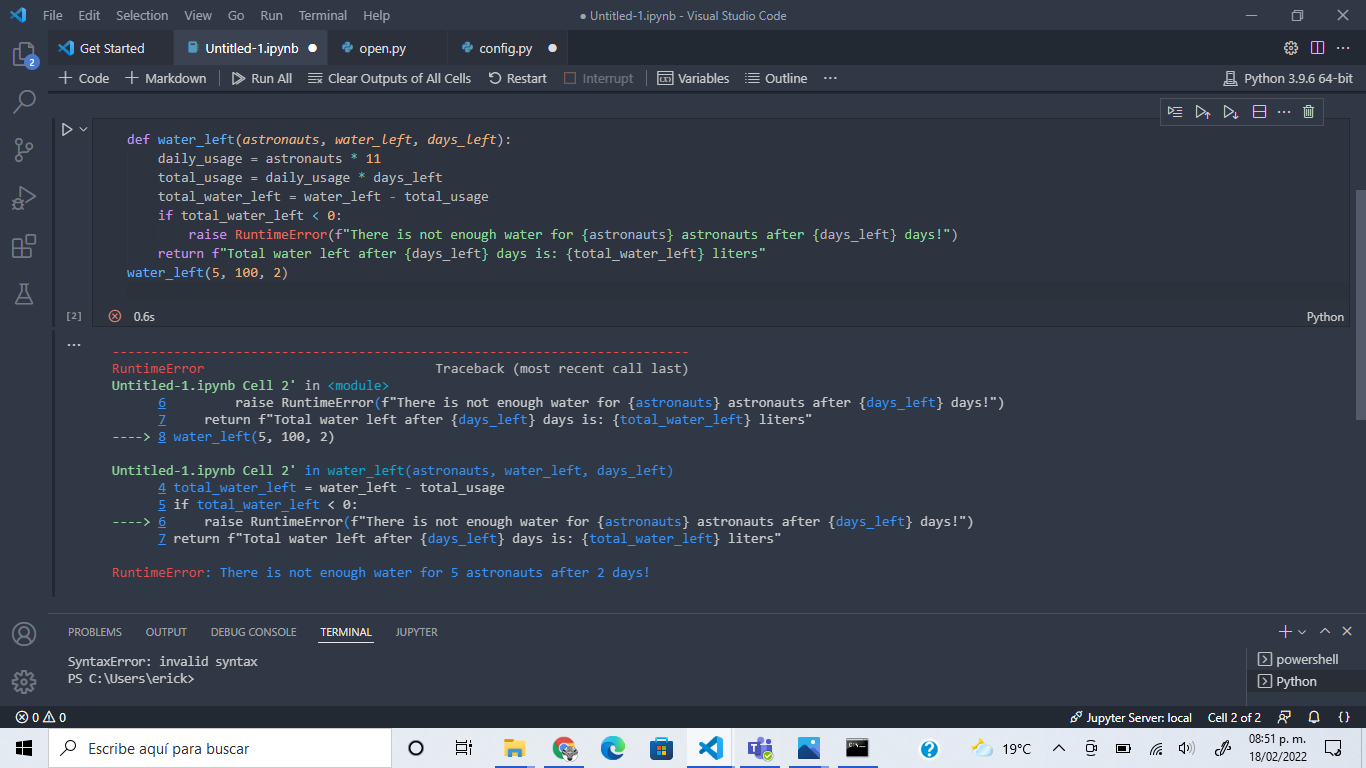 File Edit Selection View Go Run Terminal Help ● Untitled-1.ipynb - Visual Studio Code
Get Started Untitled-1.ipynb ● open.py config.py ●
+ Code + Markdown Run All Clear Outputs of All Cells Restart Interrupt Variables Outline ... Python 3.9.6 64-bit
def water_left(astronauts, water_left, days_left):
    daily_usage = astronauts * 11
    total_usage = daily_usage * days_left
    total_water_left = water_left - total_usage
    if total_water_left < 0:
        raise RuntimeError(f"There is not enough water for {astronauts} astronauts after {days_left} days!")
    return f"Total water left after {days_left} days is: {total_water_left} liters"
water_left(5, 100, 2)
[2] 0.6s Python
...
---------------------------------------------------------------------------
RuntimeError                              Traceback (most recent call last)
Untitled-1.ipynb Cell 2' in <module>
      6         raise RuntimeError(f"There is not enough water for {astronauts} astronauts after {days_left} days!")
      7     return f"Total water left after {days_left} days is: {total_water_left} liters"
----> 8 water_left(5, 100, 2)
Untitled-1.ipynb Cell 2' in water_left(astronauts, water_left, days_left)
      4 total_water_left = water_left - total_usage
      5 if total_water_left < 0:
----> 6     raise RuntimeError(f"There is not enough water for {astronauts} astronauts after {days_left} days!")
      7 return f"Total water left after {days_left} days is: {total_water_left} liters"
RuntimeError: There is not enough water for 5 astronauts after 2 days!
PROBLEMS OUTPUT DEBUG CONSOLE TERMINAL JUPYTER
SyntaxError: invalid syntax
PS C:\Users\erick>
powershell
Python
2
0 0 Jupyter Server: local Cell 2 of 2
Escribe aquí para buscar 19°C 08:51 p. m.
18/02/2022